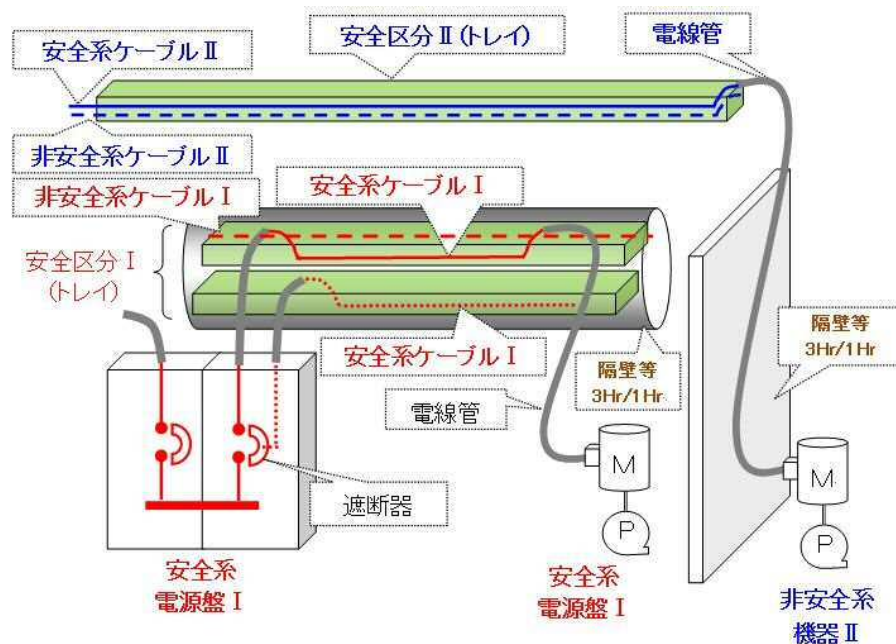 安全系ケーブルⅡ
安全区分Ⅱ(トレイ)
電線管
非安全系ケーブルⅡ
非安全系ケーブルⅠ
安全系ケーブルⅠ
安全区分Ⅰ
(トレイ)
安全系ケーブルⅠ
隔壁等
3Hr/1Hr
隔壁等
3Hr/1Hr
電線管
遮断器
M
P
M
P
安全系
電源盤Ⅰ
安全系
電源盤Ⅰ
非安全系
機器Ⅱ